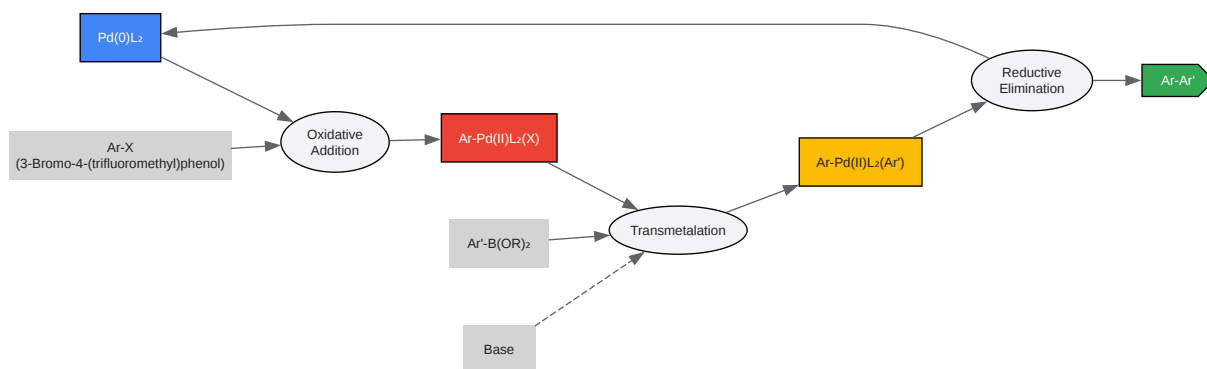 Pd(0)L₂
Ar-X
(3-Bromo-4-(trifluoromethyl)phenol)
Oxidative
Addition
Ar-Pd(II)L₂(X)
Ar'-B(OR)₂
Base
Transmetalation
Ar-Pd(II)L₂(Ar')
Reductive
Elimination
Ar-Ar'